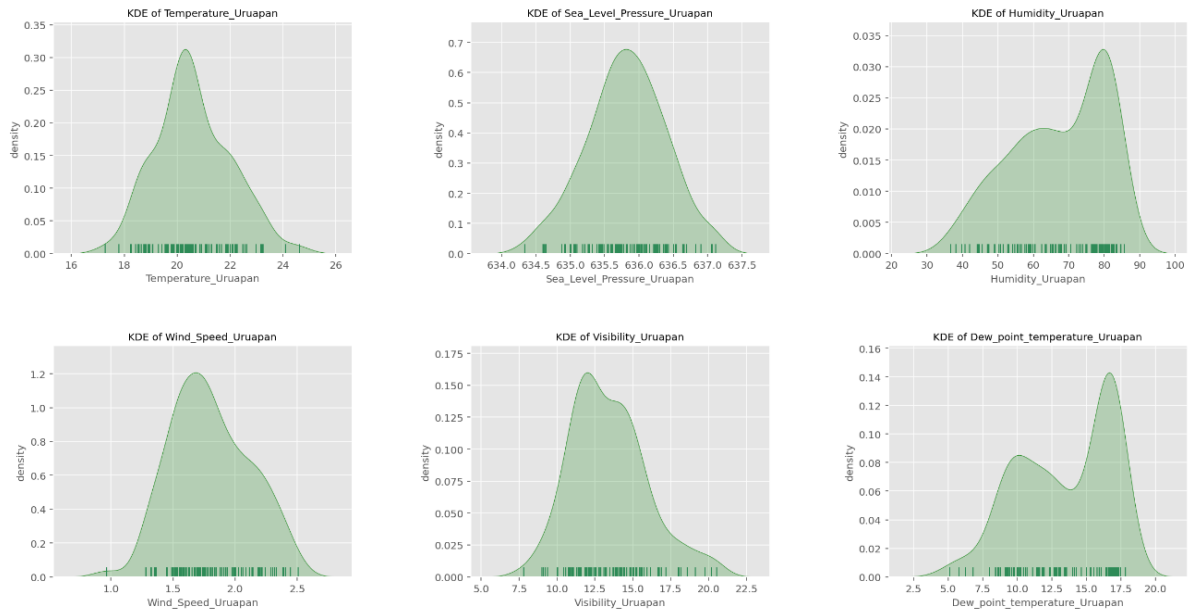 KDE of Temperature_Uruapan
0.35
0.30
0.25
0.20
0.15
0.10
0.05
0.00
density
16 18 20 22 24 26
Temperature_Uruapan
KDE of Sea_Level_Pressure_Uruapan
0.7
0.6
0.5
0.4
0.3
0.2
0.1
0.0
density
634.0 634.5 635.0 635.5 636.0 636.5 637.0 637.5
Sea_Level_Pressure_Uruapan
KDE of Humidity_Uruapan
0.035
0.030
0.025
0.020
0.015
0.010
0.005
0.000
density
20 30 40 50 60 70 80 90 100
Humidity_Uruapan
KDE of Wind_Speed_Uruapan
1.2
1.0
0.8
0.6
0.4
0.2
0.0
density
1.0 1.5 2.0 2.5
Wind_Speed_Uruapan
KDE of Visibility_Uruapan
0.175
0.150
0.125
0.100
0.075
0.050
0.025
0.000
density
5.0 7.5 10.0 12.5 15.0 17.5 20.0 22.5
Visibility_Uruapan
KDE of Dew_point_temperature_Uruapan
0.16
0.14
0.12
0.10
0.08
0.06
0.04
0.02
0.00
density
2.5 5.0 7.5 10.0 12.5 15.0 17.5 20.0
Dew_point_temperature_Uruapan